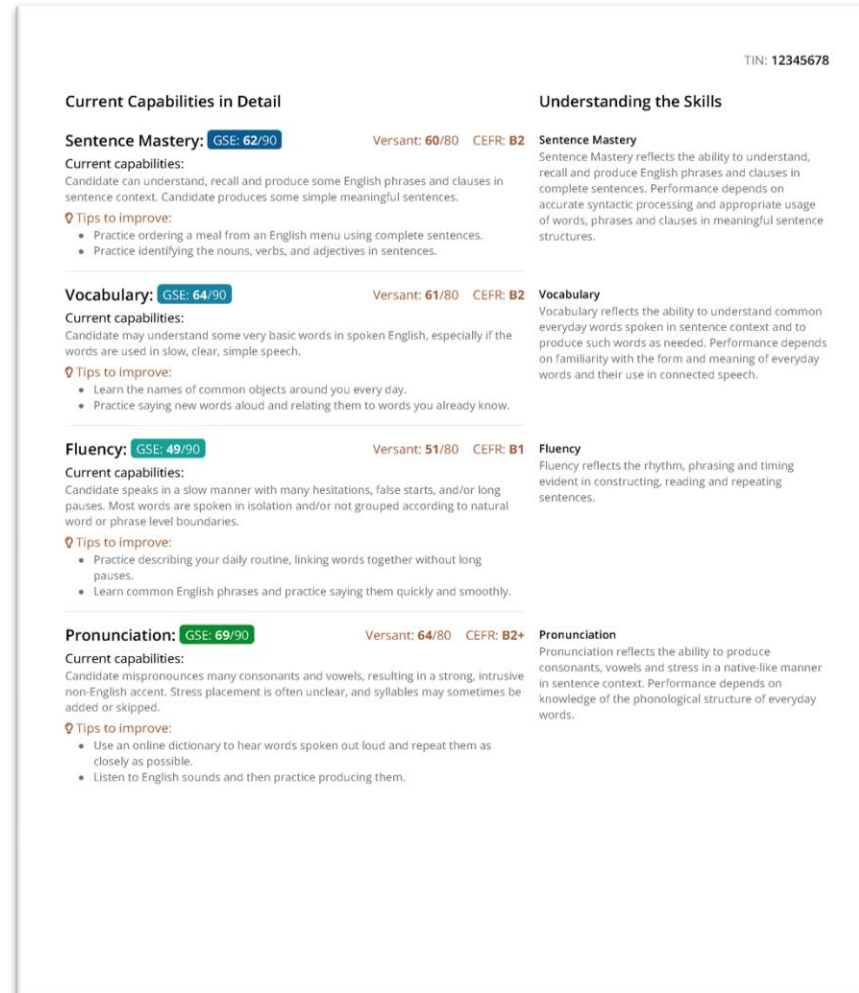 TIN: 12345678
Current Capabilities in Detail
Sentence Mastery: GSE: 62/90 Versant: 60/80 CEFR: B2
Current capabilities:
Candidate can understand, recall and produce some English phrases and clauses in
sentence context. Candidate produces some simple meaningful sentences.
Tips to improve:
• Practice ordering a meal from an English menu using complete sentences.
• Practice identifying the nouns, verbs, and adjectives in sentences.
Vocabulary: GSE: 64/90 Versant: 61/80 CEFR: B2
Current capabilities:
Candidate may understand some very basic words in spoken English, especially if the
words are used in slow, clear, simple speech.
Tips to improve:
• Learn the names of common objects around you every day.
• Practice saying new words aloud and relating them to words you already know.
Fluency: GSE: 49/90 Versant: 51/80 CEFR: B1
Current capabilities:
Candidate speaks in a slow manner with many hesitations, false starts, and/or long
pauses. Most words are spoken in isolation and/or not grouped according to natural
word or phrase level boundaries.
Tips to improve:
• Practice describing your daily routine, linking words together without long
pauses.
• Learn common English phrases and practice saying them quickly and smoothly.
Pronunciation: GSE: 69/90 Versant: 64/80 CEFR: B2+
Current capabilities:
Candidate mispronounces many consonants and vowels, resulting in a strong, intrusive
non-English accent. Stress placement is often unclear, and syllables may sometimes be
added or skipped.
Tips to improve:
• Use an online dictionary to hear words spoken out loud and repeat them as
closely as possible.
• Listen to English sounds and then practice producing them.
Understanding the Skills
Sentence Mastery
Sentence Mastery reflects the ability to understand,
recall and produce English phrases and clauses in
complete sentences. Performance depends on
accurate syntactic processing and appropriate usage
of words, phrases and clauses in meaningful sentence
structures.
Vocabulary
Vocabulary reflects the ability to understand common
everyday words spoken in sentence context and to
produce such words as needed. Performance depends
on familiarity with the form and meaning of everyday
words and their use in connected speech.
Fluency
Fluency reflects the rhythm, phrasing and timing
evident in constructing, reading and repeating
sentences.
Pronunciation
Pronunciation reflects the ability to produce
consonants, vowels and stress in a native-like manner
in sentence context. Performance depends on
knowledge of the phonological structure of everyday
words.